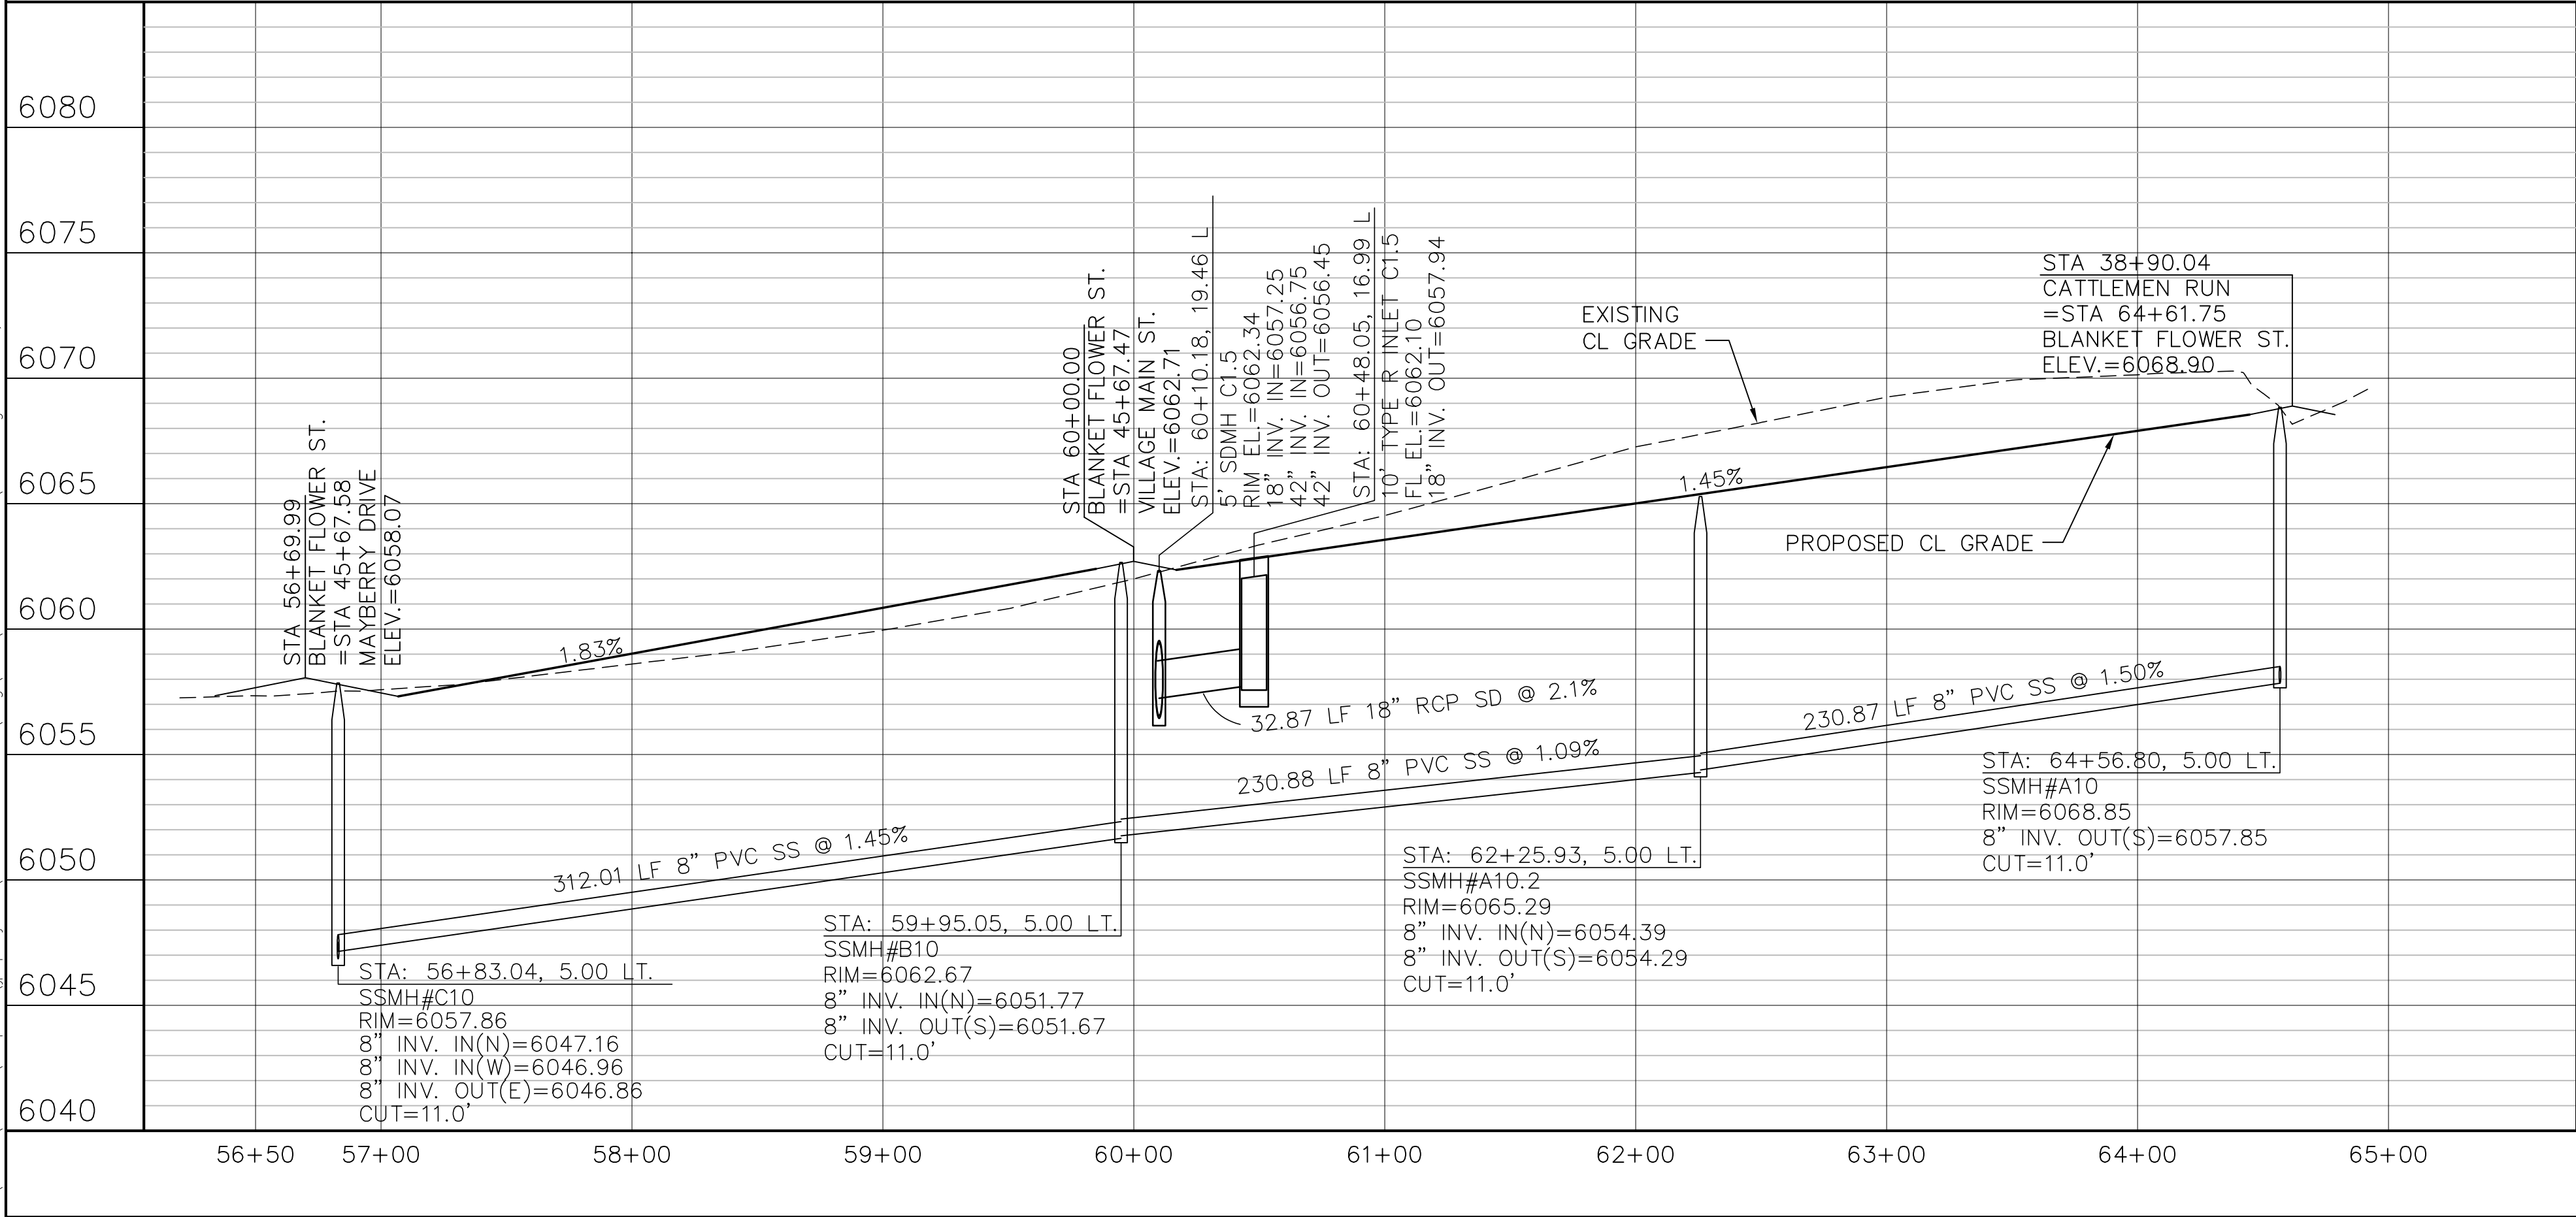 6080
6075
6070
6065
6060
6055
6050
6045
6040
STA 56+69.99
BLANKET FLOWER ST.
=STA 45+67.58
MAYBERRY DRIVE
ELEV.=6058.07
1.83%
STA 60+00.00
BLANKET FLOWER ST.
=STA 45+67.47
VILLAGE MAIN ST.
ELEV.=6062.71
STA: 60+10.18, 19.46 L
5' SDMH C1.5
RIM EL.=6062.34
18" INV. IN=6057.25
42" INV. IN=6056.75
42" INV. OUT=6056.45
STA: 60+48.05, 16.99 L
10' TYPE R INLET C1.5
FL EL.=6062.10
18" INV. OUT=6057.94
EXISTING
CL GRADE
STA 38+90.04
CATTLEMEN RUN
=STA 64+61.75
BLANKET FLOWER ST.
ELEV.=6068.90
1.45%
PROPOSED CL GRADE
32.87 LF 18" RCP SD @ 2.1%
230.87 LF 8" PVC SS @ 1.50%
230.88 LF 8" PVC SS @ 1.09%
312.01 LF 8" PVC SS @ 1.45%
STA: 56+83.04, 5.00 LT.
SSMH#C10
RIM=6057.86
8" INV. IN(N)=6047.16
8" INV. IN(W)=6046.96
8" INV. OUT(E)=6046.86
CUT=11.0'
STA: 59+95.05, 5.00 LT.
SSMH#B10
RIM=6062.67
8" INV. IN(N)=6051.77
8" INV. OUT(S)=6051.67
CUT=11.0'
STA: 62+25.93, 5.00 LT.
SSMH#A10.2
RIM=6065.29
8" INV. IN(N)=6054.39
8" INV. OUT(S)=6054.29
CUT=11.0'
STA: 64+56.80, 5.00 LT.
SSMH#A10
RIM=6068.85
8" INV. OUT(S)=6057.85
CUT=11.0'
56+50 57+00 58+00 59+00 60+00 61+00 62+00 63+00 64+00 65+00